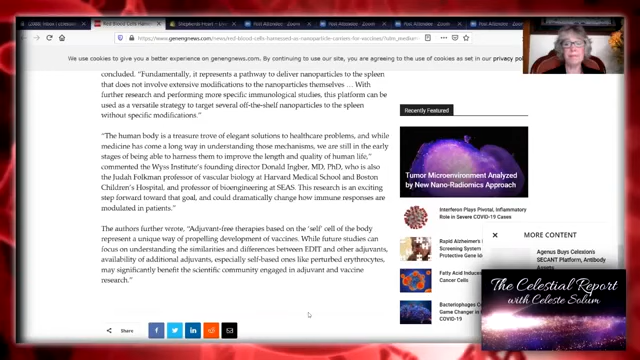 Red Blood Cells Harne
https://www.genengnews.com/news/red-blood-cells-harnessed-as-nanoparticle-carriers-for-vaccines/
We use cookies to give you a better experience on genengnews.com. By continuing to use our site, you are agreeing to the use of cookies as set in our privacy
concluded. “Fundamentally, it represents a pathway to deliver nanoparticles to the spleen
that does not involve extensive modifications to the nanoparticles themselves … With
further research and performing more specific immunological studies, this platform can be
used as a versatile strategy to target several off-the-shelf nanoparticles to the spleen
without specific modifications.”
“The human body is a treasure trove of elegant solutions to healthcare problems, and while
medicine has come a long way in understanding those mechanisms, we are still in the early
stages of being able to harness them to improve the length and quality of human life,”
commented the Wyss Institute’s founding director Donald Ingber, MD, PhD, who is also
the Judah Folkman professor of vascular biology at Harvard Medical School and Boston
Children’s Hospital, and professor of bioengineering at SEAS. This research is an exciting
step forward toward that goal, and could dramatically change how immune responses are
modulated in patients.”
The authors further wrote, “Adjuvant-free therapies based on the ‘self’ cell of the body
represent a unique way of propelling development of vaccines. While future studies can
focus on understanding the similarities and differences between EDIT and other adjuvants,
availability of additional adjuvants, especially self-based ones like perturbed erythrocytes,
may significantly benefit the scientific community engaged in adjuvant and vaccine
research.”
Share
Recently Featured
Tumor Microenvironment Analyzed
by New Nano-Radiomics Approach
Interferon Plays Pivotal, Inflammatory
Role in Severe COVID-19 Cases
Rapid Alzheimer's
Screening System
Protective Gene Ide
Fatty Acid Induce
Cancer Cells
Bacteriophages Co
Game Changer in
COVID-19
MORE CONTENT
Agenus Buys Celexion's
SECANT Platform, Antibody
Assets
The Celestial Report
with Celeste Solum